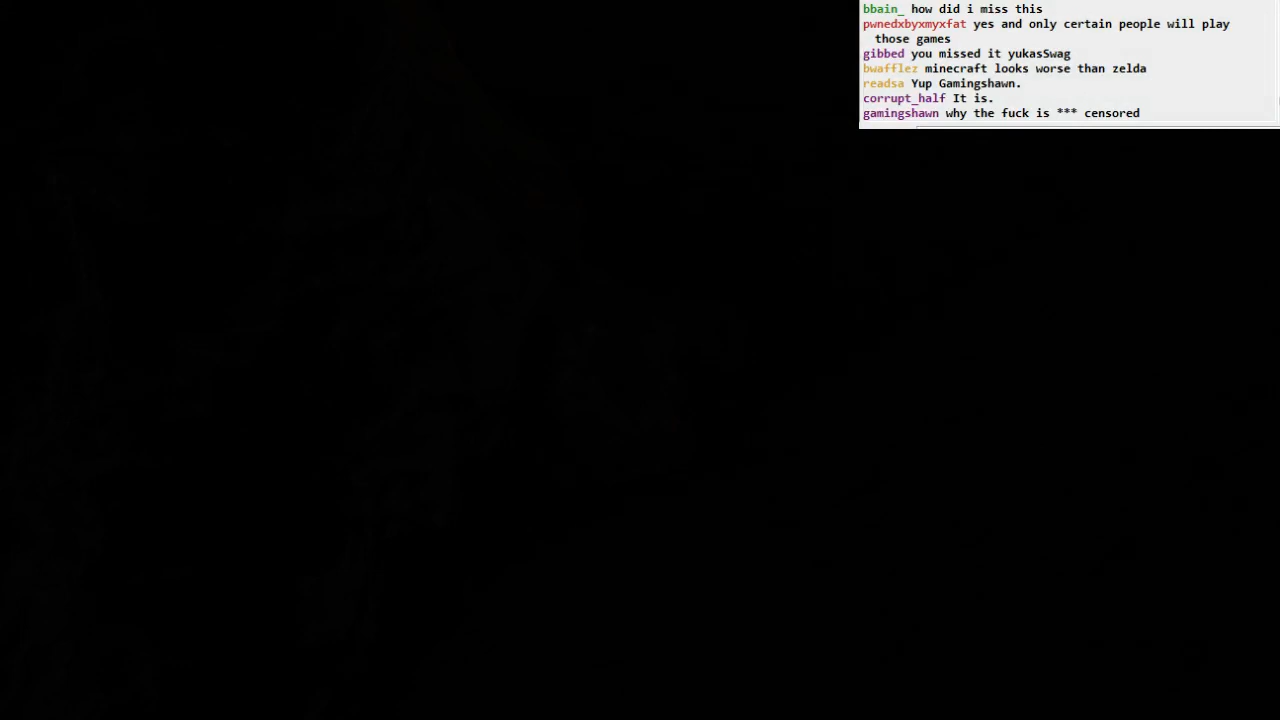 bbain_ how did i miss this
pwnedxbyxmyxfat yes and only certain people will play
those games
gibbed you missed it yukasSwag
bwafflez minecraft looks worse than zelda
readsa Yup Gamingshawn.
corrupt_half It is.
gamingshawn why the fuck is *** censored